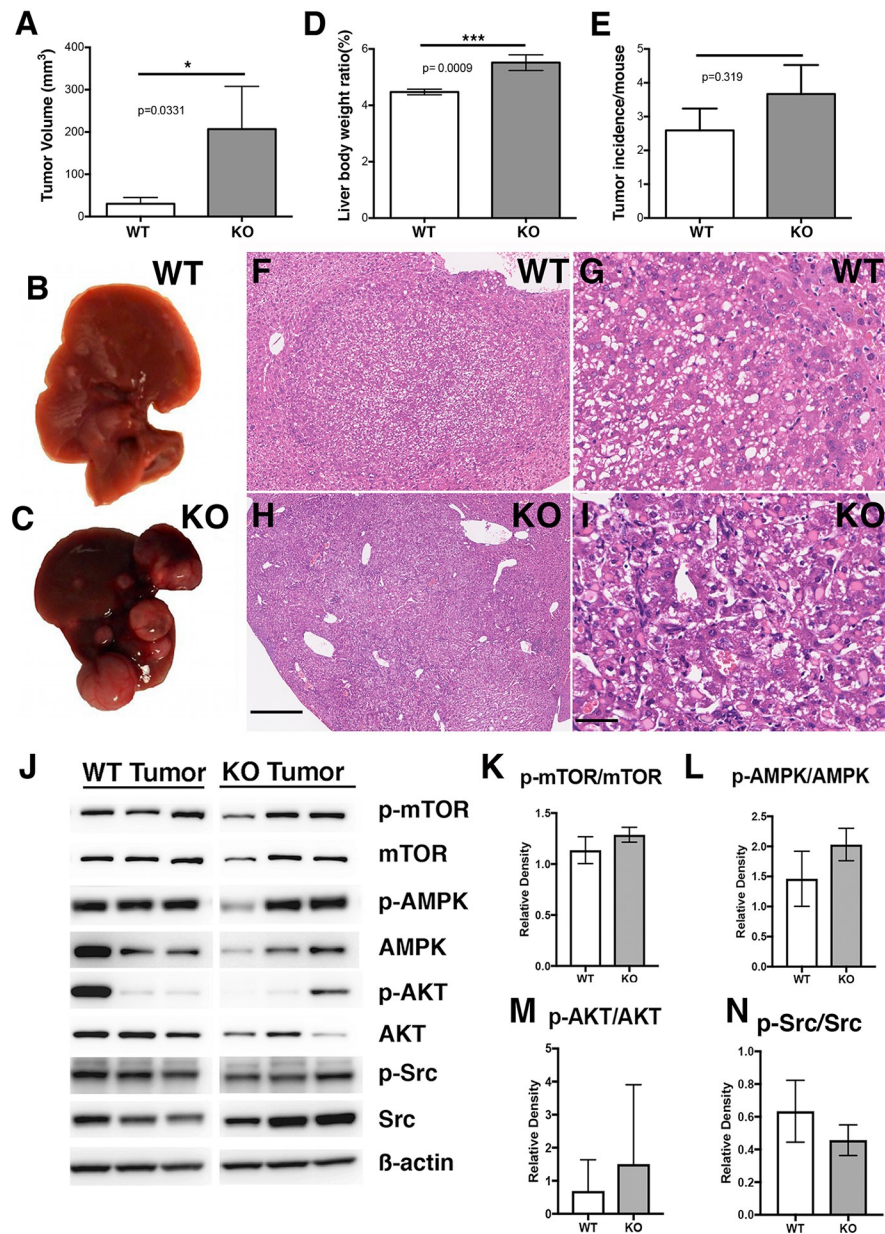 A
Tumor Volume (mm³)
400
300
200
100
0
*
p=0.0331
WT
KO
D
Liver body weight ratio(%)
6
4
2
0
***
p= 0.0009
WT
KO
E
Tumor incidence/mouse
5
4
3
2
1
0
p=0.319
WT
KO
B
WT
C
KO
F
WT
G
WT
H
KO
I
KO
J
WT Tumor
KO Tumor
p-mTOR
mTOR
p-AMPK
AMPK
p-AKT
AKT
p-Src
Src
ß-actin
K
p-mTOR/mTOR
Relative Density
1.5
1.0
0.5
0.0
WT
KO
L
p-AMPK/AMPK
Relative Density
2.5
2.0
1.5
1.0
0.5
0.0
WT
KO
M
p-AKT/AKT
Relative Density
5
4
3
2
1
0
WT
KO
N
p-Src/Src
Relative Density
1.0
0.8
0.6
0.4
0.2
0.0
WT
KO